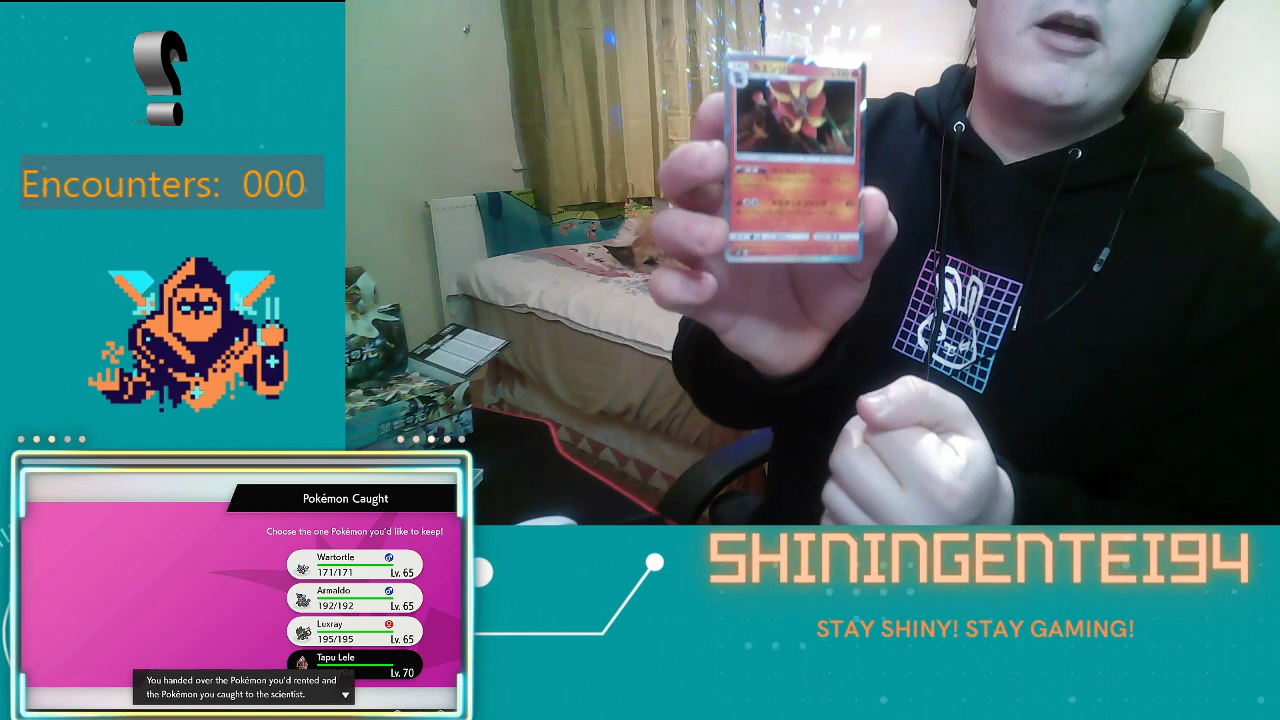 Encounters: 000
Pokémon Caught
Choose the one Pokémon you'd like to keep!
Wartortle
171/171 Lv. 65
Armaldo
192/192 Lv. 65
Luxray
195/195 Lv. 65
Tapu Lele
Lv. 70
You handed over the Pokémon you'd rented and
the Pokémon you caught to the scientist.
SHININGENTEI94
STAY SHINY! STAY GAMING!